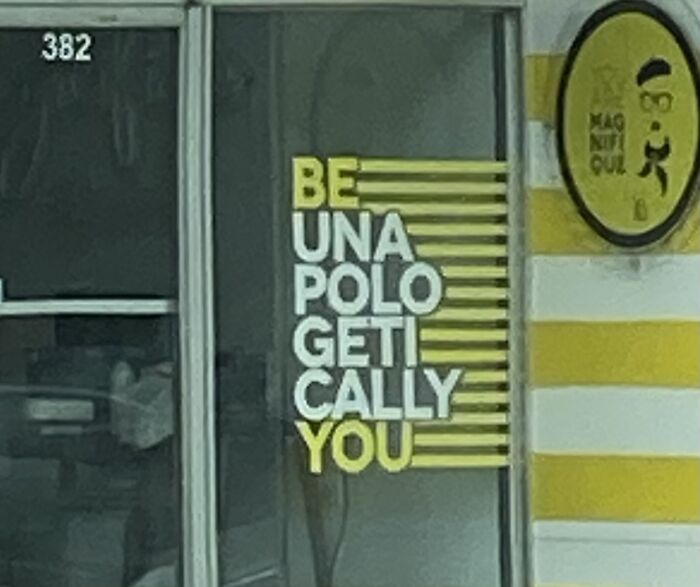 382
BE
UNA
POLO
GETI
CALLY
YOU
MAG
NIFI
QUE